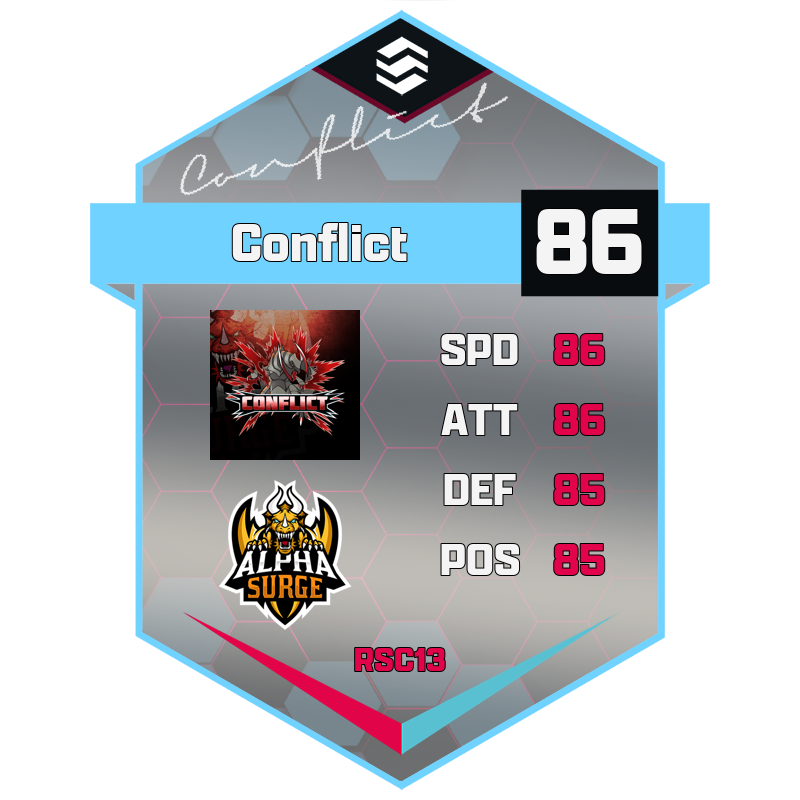 Conflict
Conflict 86
CONFLICT
SPD 86
ATT 86
DEF 85
POS 85
ALPHA
SURGE
RSC13